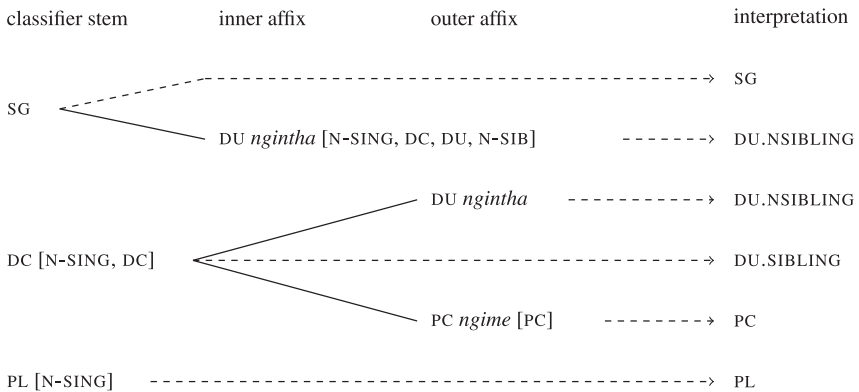 classifier stem inner affix outer affix interpretation
SG
SG
DU ngintha [N-SING, DC, DU, N-SIB] DU.NSIBLING
DU ngintha DU.NSIBLING
DC [N-SING, DC] DU.SIBLING
PC ngime [PC] PC
PL [N-SING] PL